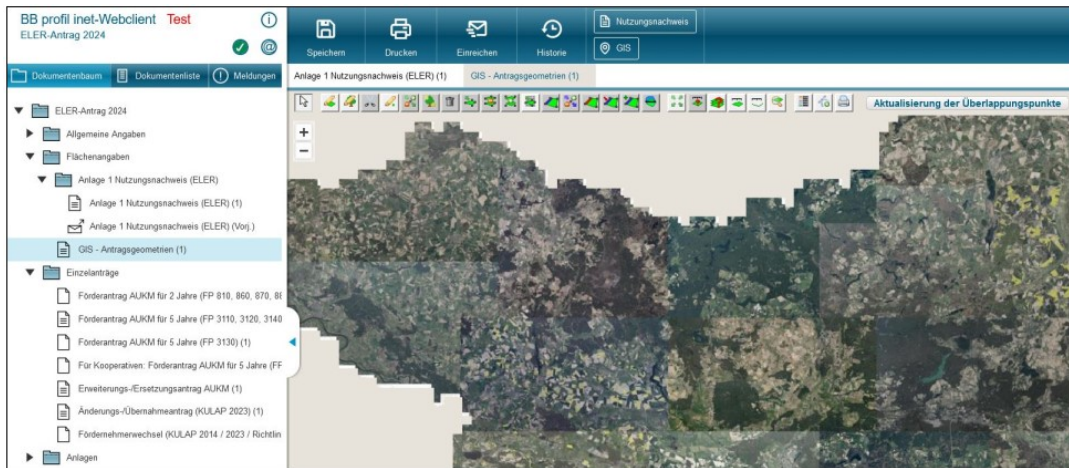 BB profil inet-Webclient Test
ELER-Antrag 2024
Speichern
Drucken
Einreichen
Historie
Nutzungsnachweis
GIS
Dokumentenbaum
Dokumentenliste
Meldungen
Anlage 1 Nutzungsnachweis (ELER) (1)
GIS - Antragsgeometrien (1)
Aktualisierung der Überlappungspunkte
ELER-Antrag 2024
Allgemeine Angaben
Flächenangaben
Anlage 1 Nutzungsnachweis (ELER)
Anlage 1 Nutzungsnachweis (ELER) (1)
Anlage 1 Nutzungsnachweis (ELER) (Vorj.)
GIS - Antragsgeometrien (1)
Einzelanträge
Förderantrag AUKM für 2 Jahre (FP 810, 860, 870,
Förderantrag AUKM für 5 Jahre (FP 3110, 3120, 3140
Förderantrag AUKM für 5 Jahre (FP 3130) (1)
Für Kooperativen: Förderantrag AUKM für 5 Jahre (FF
Erweiterungs-/Ersetzungsantrag AUKM (1)
Änderungs-/Übernahmeantrag (KULAP 2023) (1)
Fördernehmerwechsel (KULAP 2014 / 2023 / Richtlin
Anlagen